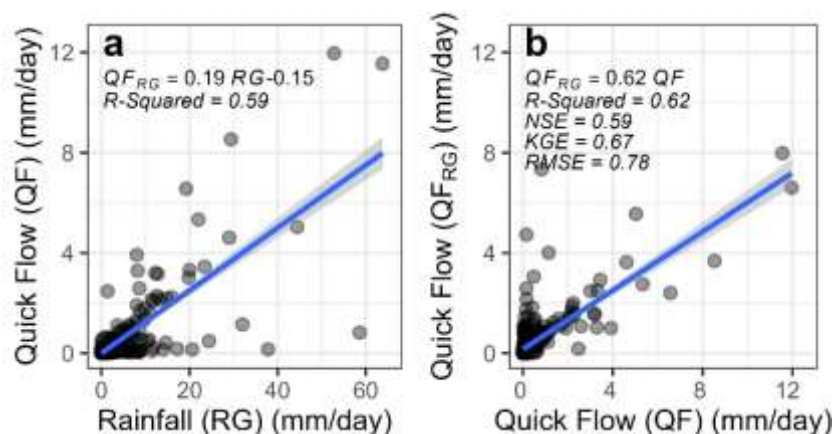 a
QF_RG = 0.19 RG-0.15
R-Squared = 0.59
Quick Flow (QF) (mm/day)
12
8
4
0
0 20 40 60
Rainfall (RG) (mm/day)
b
QF_RG = 0.62 QF
R-Squared = 0.62
NSE = 0.59
KGE = 0.67
RMSE = 0.78
Quick Flow (QF_RG) (mm/day)
12
8
4
0
0 4 8 12
Quick Flow (QF) (mm/day)